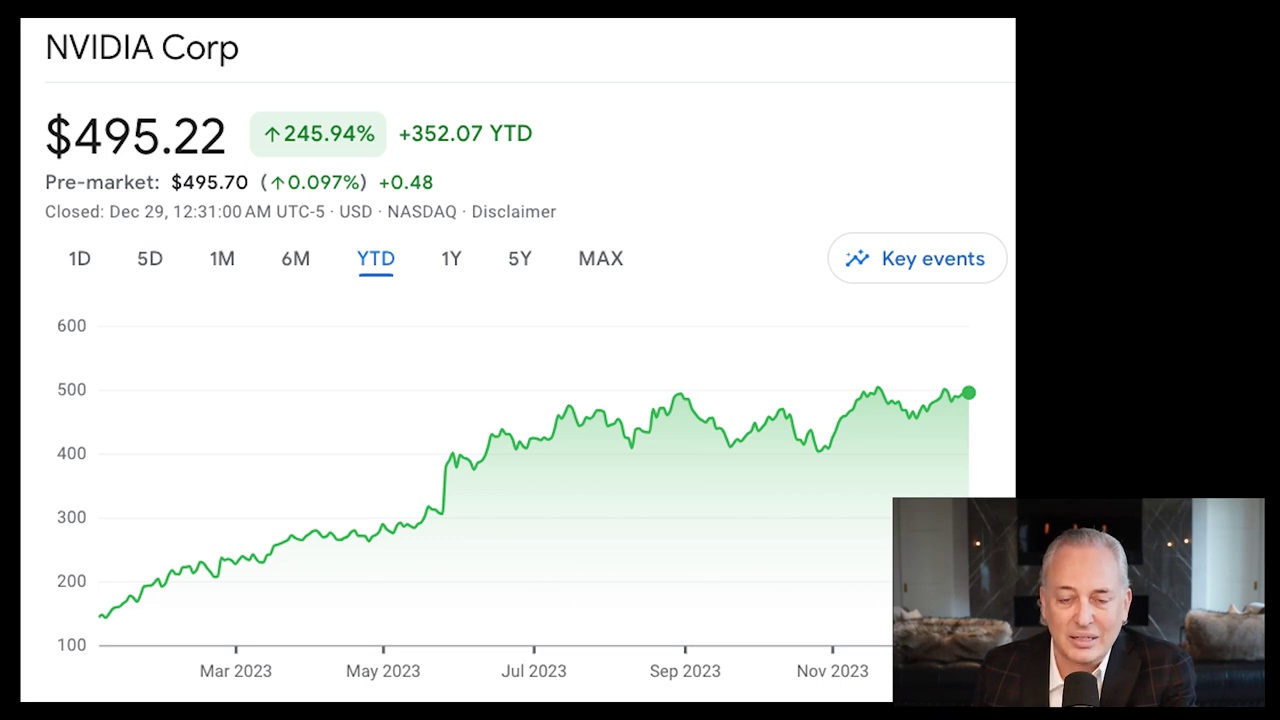 NVIDIA Corp
$495.22 ↑245.94% +352.07 YTD
Pre-market: $495.70 (↑0.097%) +0.48
Closed: Dec 29, 12:31:00 AM UTC-5 · USD · NASDAQ · Disclaimer
1D 5D 1M 6M YTD 1Y 5Y MAX Key events
600
500
400
300
200
100
Mar 2023 May 2023 Jul 2023 Sep 2023 Nov 2023